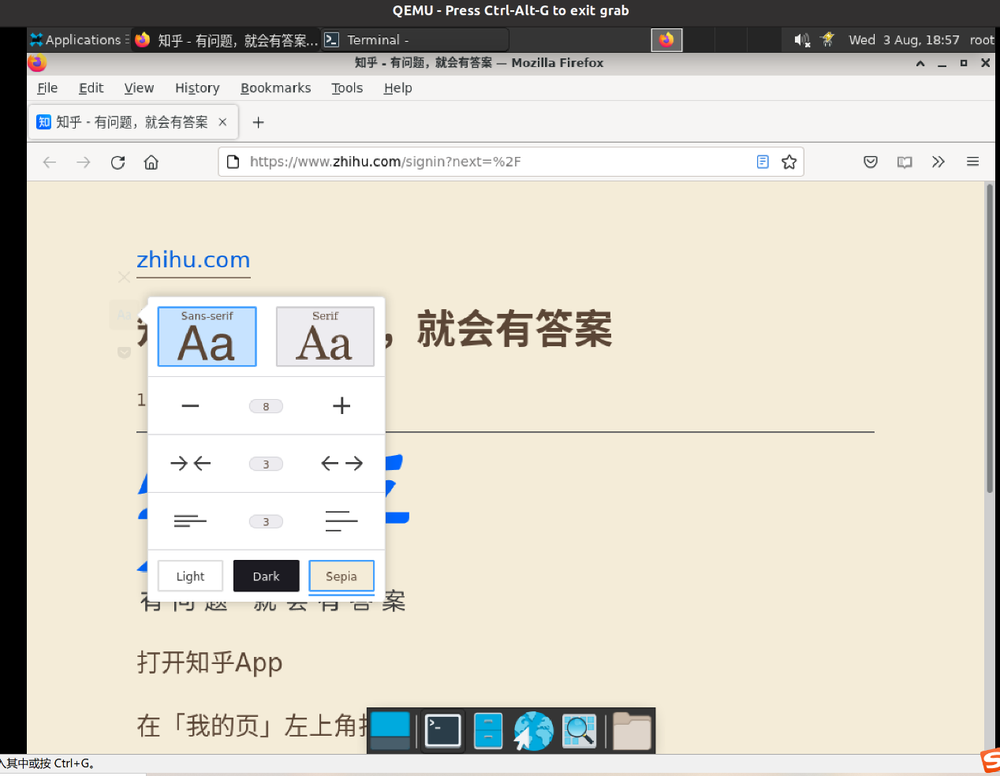 QEMU - Press Ctrl-Alt-G to exit grab
Applications
知乎 - 有问题，就会有答案...
Terminal -
Wed 3 Aug, 18:57 root
知乎 - 有问题，就会有答案 — Mozilla Firefox
File Edit View History Bookmarks Tools Help
知乎 - 有问题，就会有答案
https://www.zhihu.com/signin?next=%2F
zhihu.com
Aa
Sans-serif
Aa
Serif
Aa
，就会有答案
1
8
3
3
Light
Dark
Sepia
有问题 就会有答案
打开知乎App
在「我的页」左上角
入其中或按 Ctrl+G。